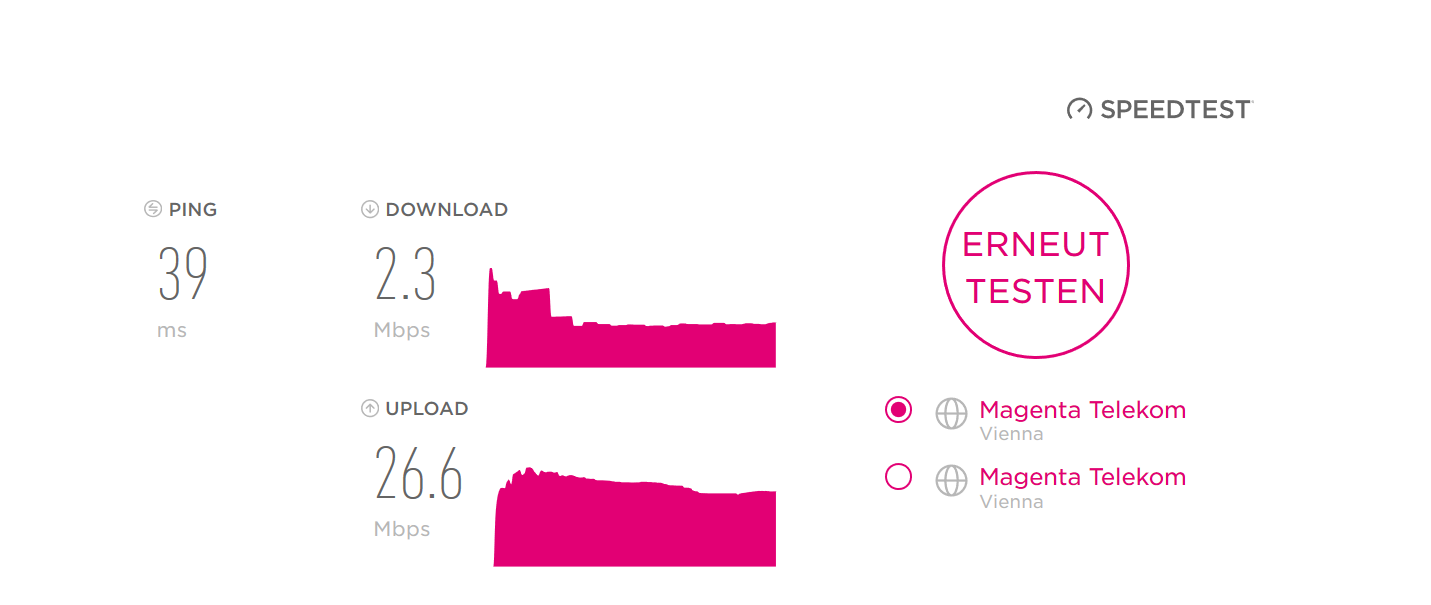 SPEEDTEST
PING
39
ms
DOWNLOAD
2.3
Mbps
UPLOAD
26.6
Mbps
ERNEUT
TESTEN
Magenta Telekom
Vienna
Magenta Telekom
Vienna